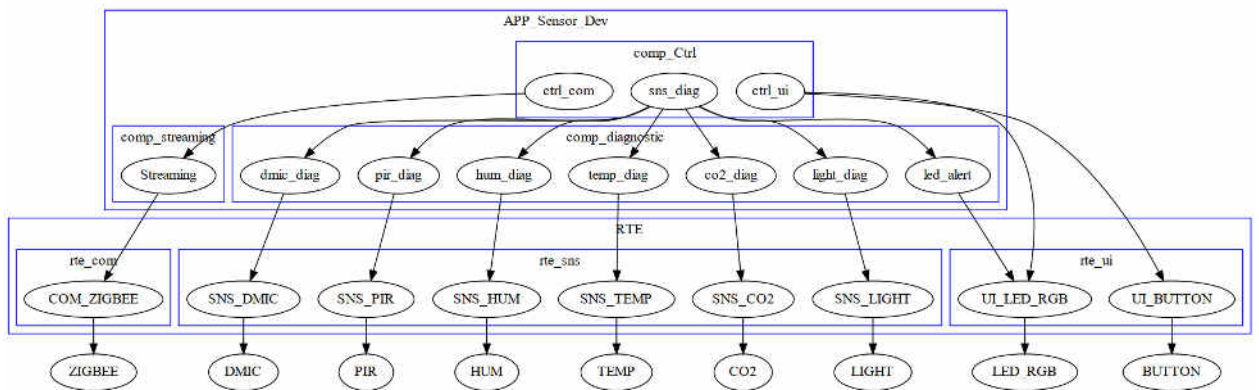 APP_Sensor_Dev
comp_Ctrl
ctrl_com
sns_diag
ctrl_ui
comp_streaming
comp_diagnostic
Streaming
dmic_diag
pir_diag
hum_diag
temp_diag
co2_diag
light_diag
led_alert
RTE
rte_com
rte_sns
rte_ui
COM_ZIGBEE
SNS_DMIC
SNS_PIR
SNS_HUM
SNS_TEMP
SNS_CO2
SNS_LIGHT
UI_LED_RGB
UI_BUTTON
ZIGBEE
DMIC
PIR
HUM
TEMP
CO2
LIGHT
LED_RGB
BUTTON